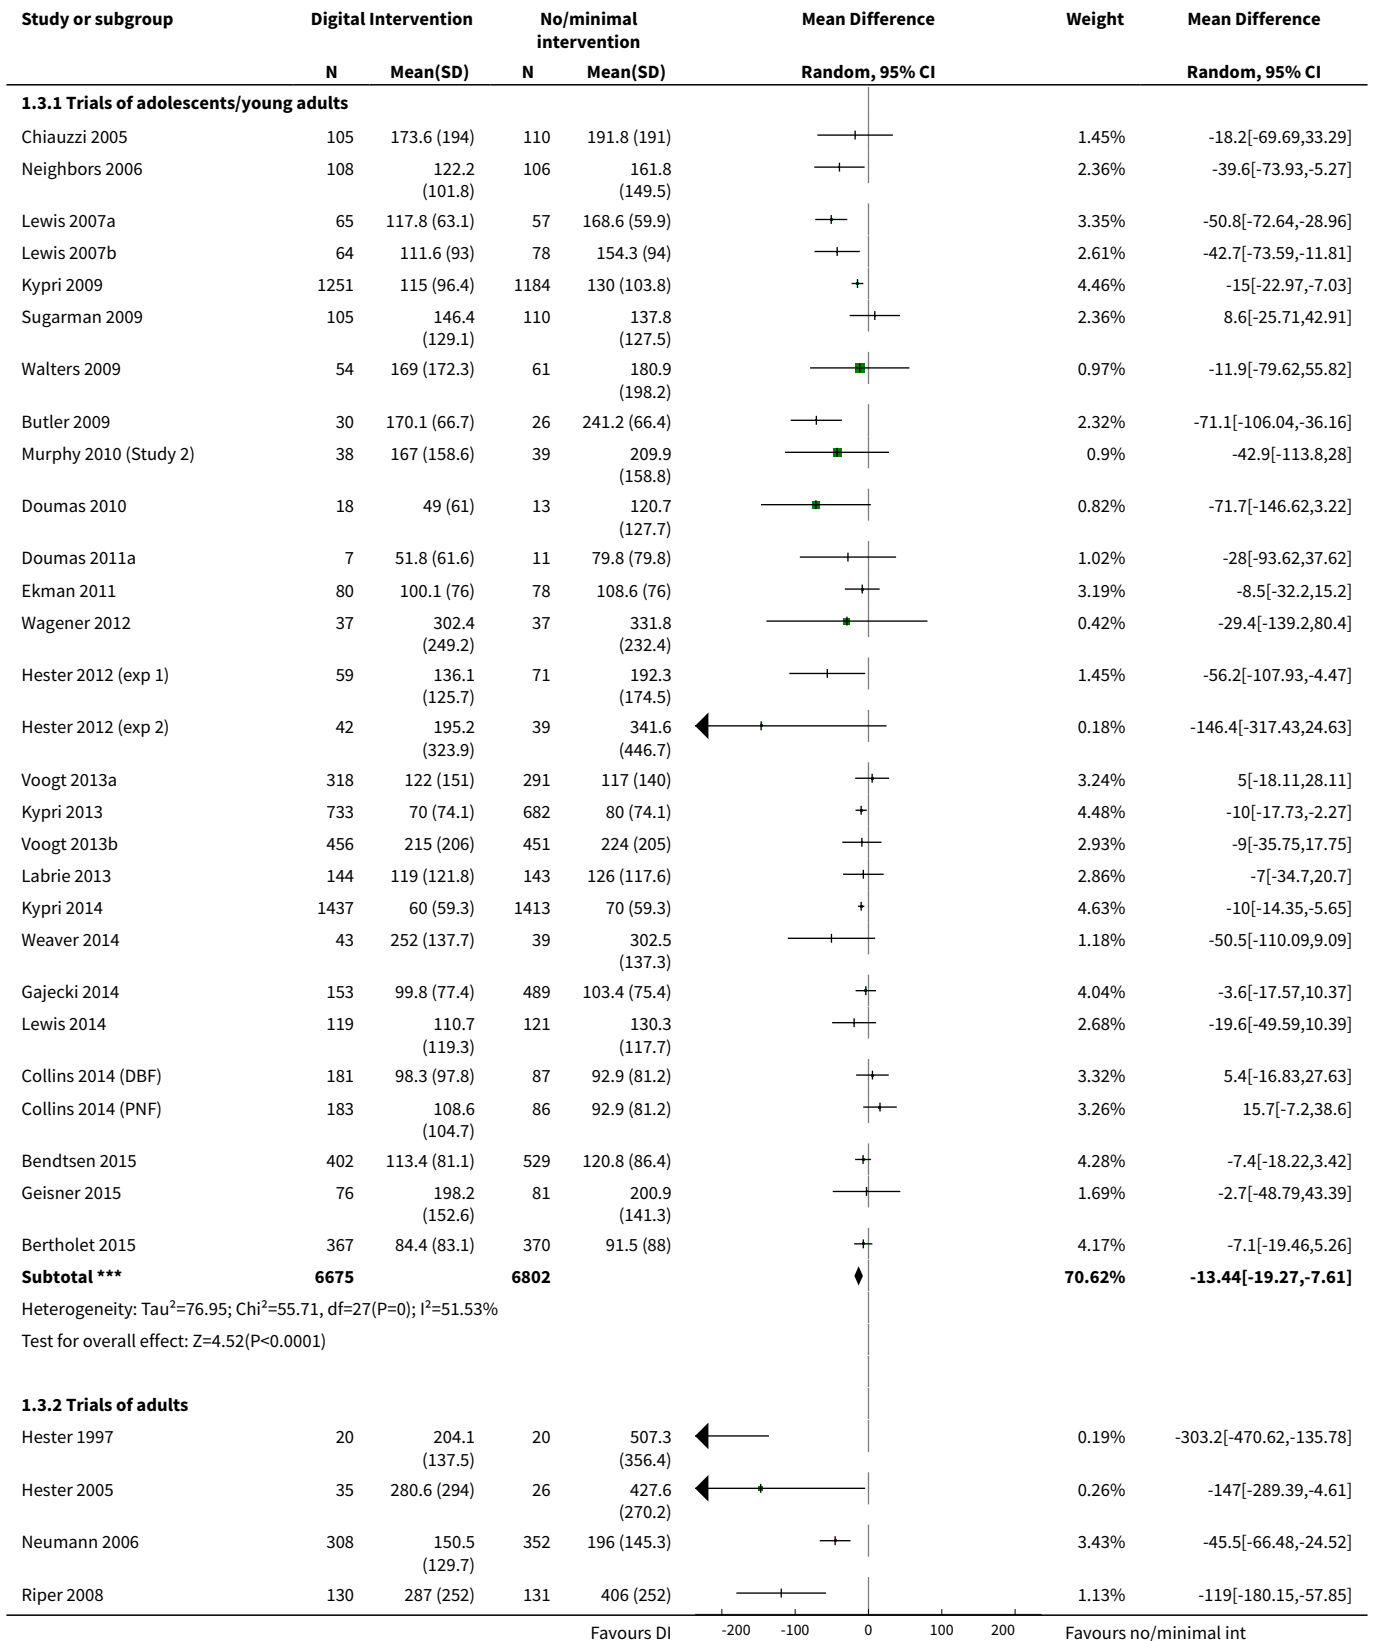 Study or subgroup Digital Intervention No/minimal intervention Mean Difference Weight Mean Difference
N Mean(SD) N Mean(SD) Random, 95% CI Random, 95% CI
1.3.1 Trials of adolescents/young adults
Chiauzzi 2005 105 173.6 (194) 110 191.8 (191) 1.45% -18.2[-69.69,33.29]
Neighbors 2006 108 122.2 (101.8) 106 161.8 (149.5) 2.36% -39.6[-73.93,-5.27]
Lewis 2007a 65 117.8 (63.1) 57 168.6 (59.9) 3.35% -50.8[-72.64,-28.96]
Lewis 2007b 64 111.6 (93) 78 154.3 (94) 2.61% -42.7[-73.59,-11.81]
Kypri 2009 1251 115 (96.4) 1184 130 (103.8) 4.46% -15[-22.97,-7.03]
Sugarman 2009 105 146.4 (129.1) 110 137.8 (127.5) 2.36% 8.6[-25.71,42.91]
Walters 2009 54 169 (172.3) 61 180.9 (198.2) 0.97% -11.9[-79.62,55.82]
Butler 2009 30 170.1 (66.7) 26 241.2 (66.4) 2.32% -71.1[-106.04,-36.16]
Murphy 2010 (Study 2) 38 167 (158.6) 39 209.9 (158.8) 0.9% -42.9[-113.8,28]
Doumas 2010 18 49 (61) 13 120.7 (127.7) 0.82% -71.7[-146.62,3.22]
Doumas 2011a 7 51.8 (61.6) 11 79.8 (79.8) 1.02% -28[-93.62,37.62]
Ekman 2011 80 100.1 (76) 78 108.6 (76) 3.19% -8.5[-32.2,15.2]
Wagener 2012 37 302.4 (249.2) 37 331.8 (232.4) 0.42% -29.4[-139.2,80.4]
Hester 2012 (exp 1) 59 136.1 (125.7) 71 192.3 (174.5) 1.45% -56.2[-107.93,-4.47]
Hester 2012 (exp 2) 42 195.2 (323.9) 39 341.6 (446.7) 0.18% -146.4[-317.43,24.63]
Voogt 2013a 318 122 (151) 291 117 (140) 3.24% 5[-18.11,28.11]
Kypri 2013 733 70 (74.1) 682 80 (74.1) 4.48% -10[-17.73,-2.27]
Voogt 2013b 456 215 (206) 451 224 (205) 2.93% -9[-35.75,17.75]
Labrie 2013 144 119 (121.8) 143 126 (117.6) 2.86% -7[-34.7,20.7]
Kypri 2014 1437 60 (59.3) 1413 70 (59.3) 4.63% -10[-14.35,-5.65]
Weaver 2014 43 252 (137.7) 39 302.5 (137.3) 1.18% -50.5[-110.09,9.09]
Gajecki 2014 153 99.8 (77.4) 489 103.4 (75.4) 4.04% -3.6[-17.57,10.37]
Lewis 2014 119 110.7 (119.3) 121 130.3 (117.7) 2.68% -19.6[-49.59,10.39]
Collins 2014 (DBF) 181 98.3 (97.8) 87 92.9 (81.2) 3.32% 5.4[-16.83,27.63]
Collins 2014 (PNF) 183 108.6 (104.7) 86 92.9 (81.2) 3.26% 15.7[-7.2,38.6]
Bendtsen 2015 402 113.4 (81.1) 529 120.8 (86.4) 4.28% -7.4[-18.22,3.42]
Geisner 2015 76 198.2 (152.6) 81 200.9 (141.3) 1.69% -2.7[-48.79,43.39]
Bertholet 2015 367 84.4 (83.1) 370 91.5 (88) 4.17% -7.1[-19.46,5.26]
Subtotal *** 6675 6802 70.62% -13.44[-19.27,-7.61]
Heterogeneity: Tau²=76.95; Chi²=55.71, df=27(P=0); I²=51.53%
Test for overall effect: Z=4.52(P<0.0001)
1.3.2 Trials of adults
Hester 1997 20 204.1 (137.5) 20 507.3 (356.4) 0.19% -303.2[-470.62,-135.78]
Hester 2005 35 280.6 (294) 26 427.6 (270.2) 0.26% -147[-289.39,-4.61]
Neumann 2006 308 150.5 (129.7) 352 196 (145.3) 3.43% -45.5[-66.48,-24.52]
Riper 2008 130 287 (252) 131 406 (252) 1.13% -119[-180.15,-57.85]
Favours DI -200 -100 0 100 200 Favours no/minimal int